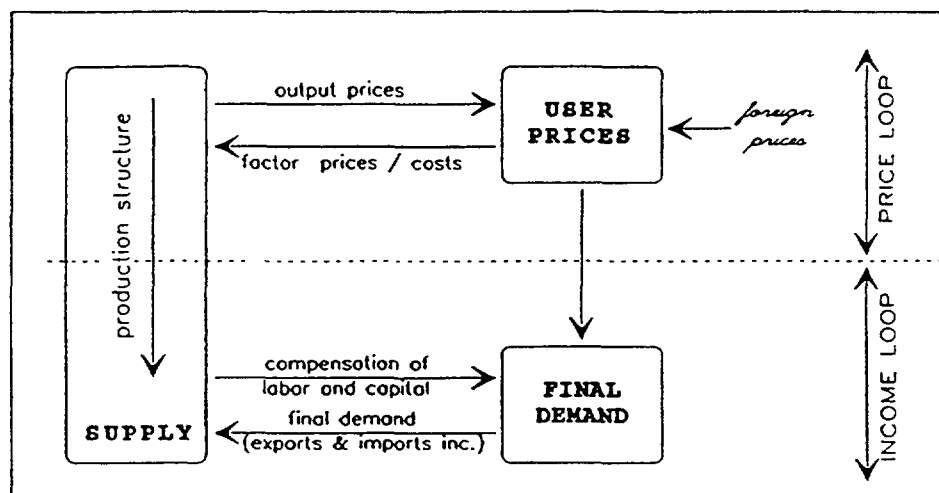 output prices
USER
PRICES
foreign
prices
factor prices / costs
PRICE LOOP
production structure
compensation of
labor and capital
FINAL
DEMAND
final demand
(exports & imports inc.)
SUPPLY
INCOME LOOP